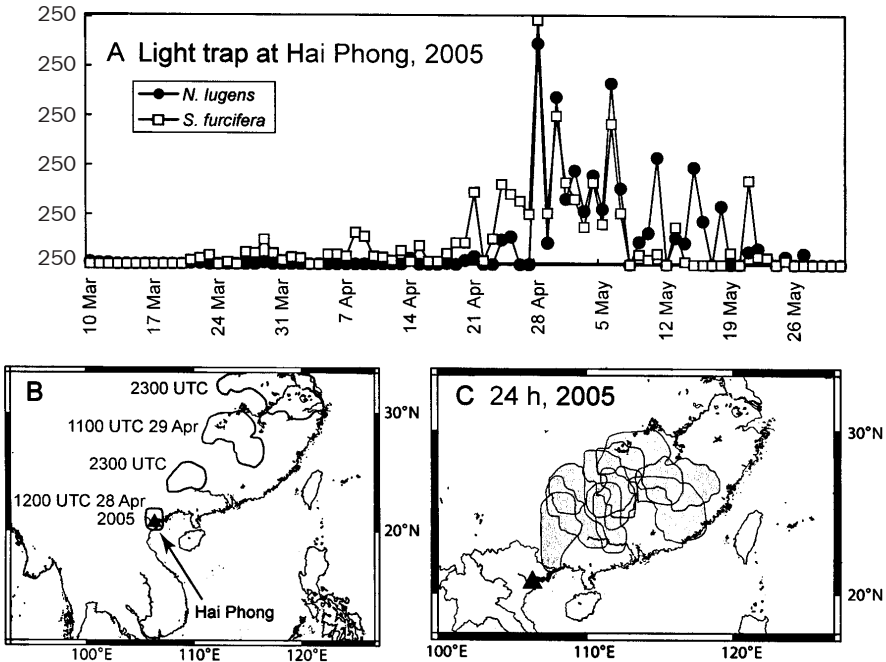 250
A Light trap at Hai Phong, 2005
250
N. lugens
S. furcifera
250
250
250
250
10 Mar
17 Mar
24 Mar
31 Mar
7 Apr
14 Apr
21 Apr
28 Apr
5 May
12 May
19 May
26 May
B
2300 UTC
1100 UTC 29 Apr
2300 UTC
1200 UTC 28 Apr
2005
Hai Phong
30°N
20°N
100°E
110°E
120°E
C 24 h, 2005
30°N
20°N
100°E
110°E
120°E